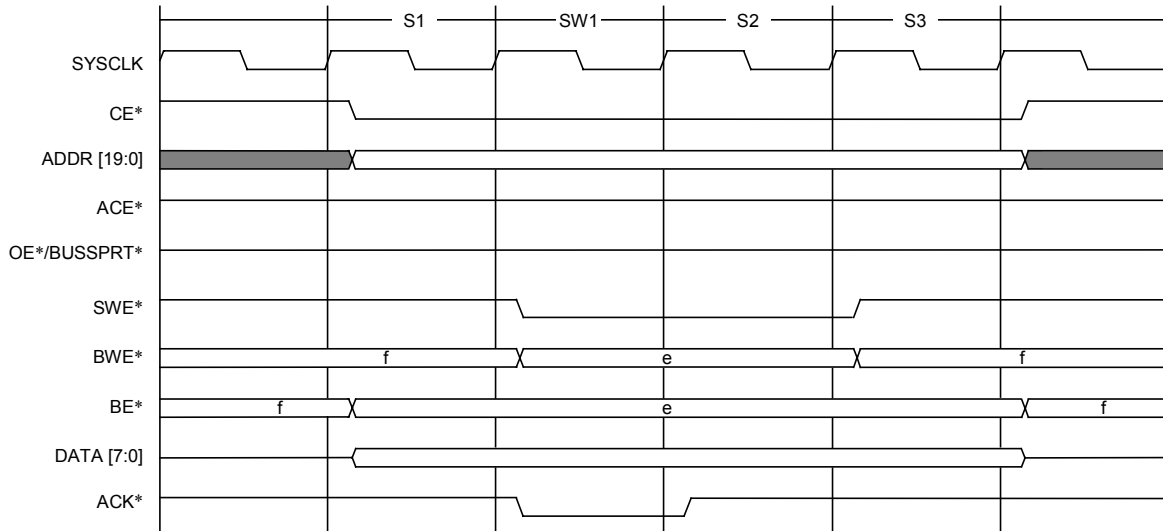 S1 SW1 S2 S3
SYSCLK
CE*
ADDR [19:0]
ACE*
OE*/BUSSPRT*
SWE*
BWE* f e f
BE* f e f
DATA [7:0]
ACK*